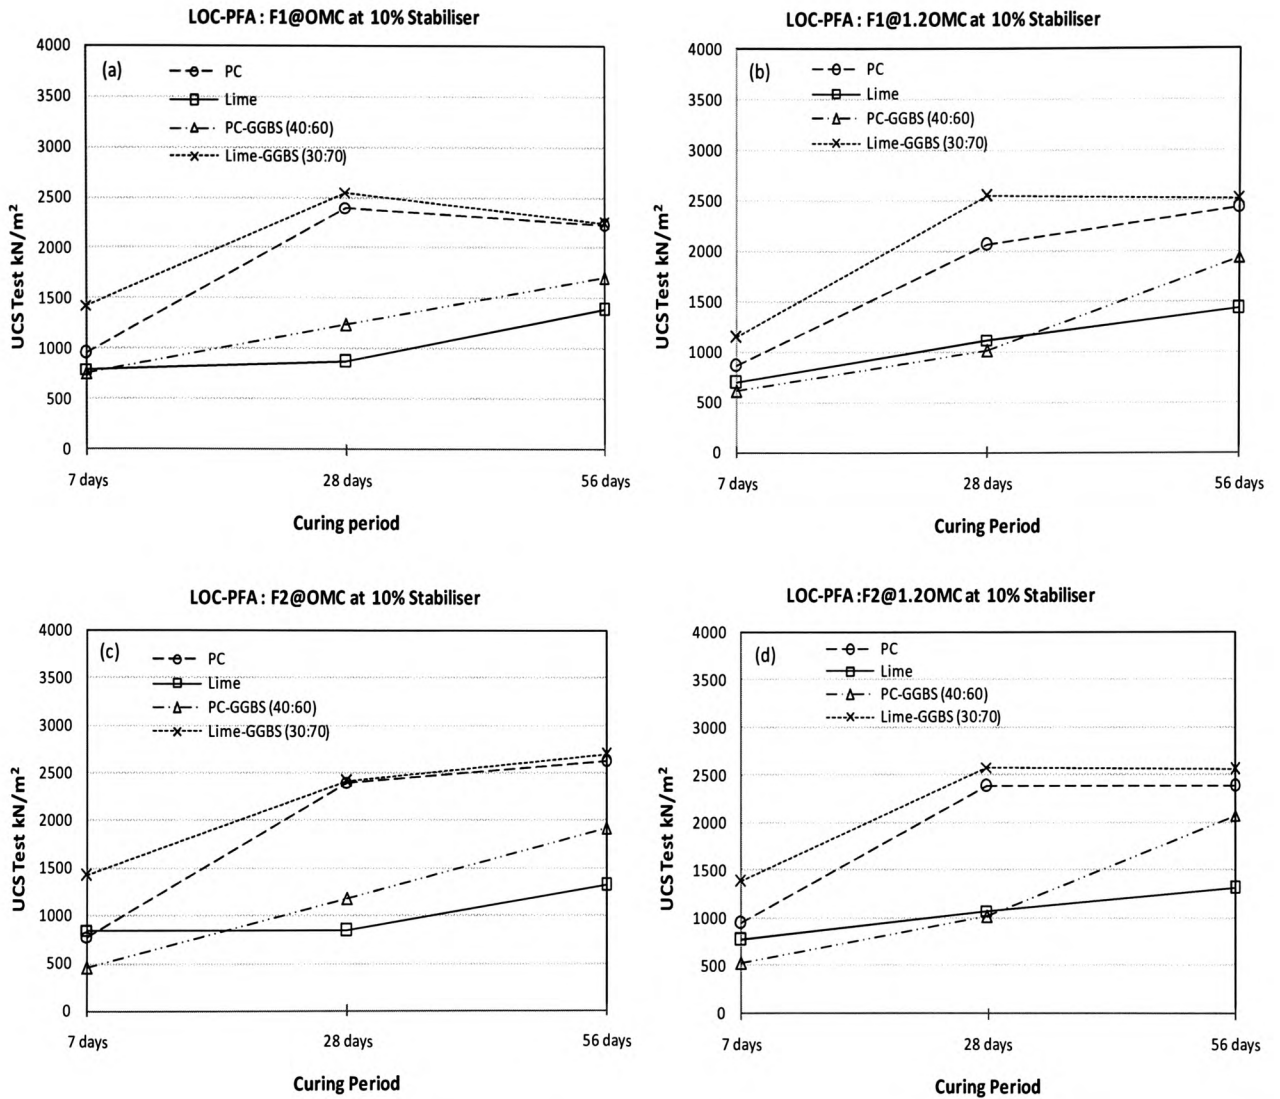 LOC-PFA : F1@OMC at 10% Stabiliser
(a)
PC
Lime
PC-GGBS (40:60)
Lime-GGBS (30:70)
4000
3500
3000
2500
2000
1500
1000
500
0
UCS Test kN/m²
7 days
28 days
56 days
Curing period
LOC-PFA : F1@1.2OMC at 10% Stabiliser
(b)
PC
Lime
PC-GGBS (40:60)
Lime-GGBS (30:70)
4000
3500
3000
2500
2000
1500
1000
500
0
UCS Test kN/m²
7 days
28 days
56 days
Curing Period
LOC-PFA : F2@OMC at 10% Stabiliser
(c)
PC
Lime
PC-GGBS (40:60)
Lime-GGBS (30:70)
4000
3500
3000
2500
2000
1500
1000
500
0
UCS Test kN/m²
7 days
28 days
56 days
Curing Period
LOC-PFA :F2@1.2OMC at 10% Stabiliser
(d)
PC
Lime
PC-GGBS (40:60)
Lime-GGBS (30:70)
4000
3500
3000
2500
2000
1500
1000
500
0
UCS Test kN/m²
7 days
28 days
56 days
Curing Period